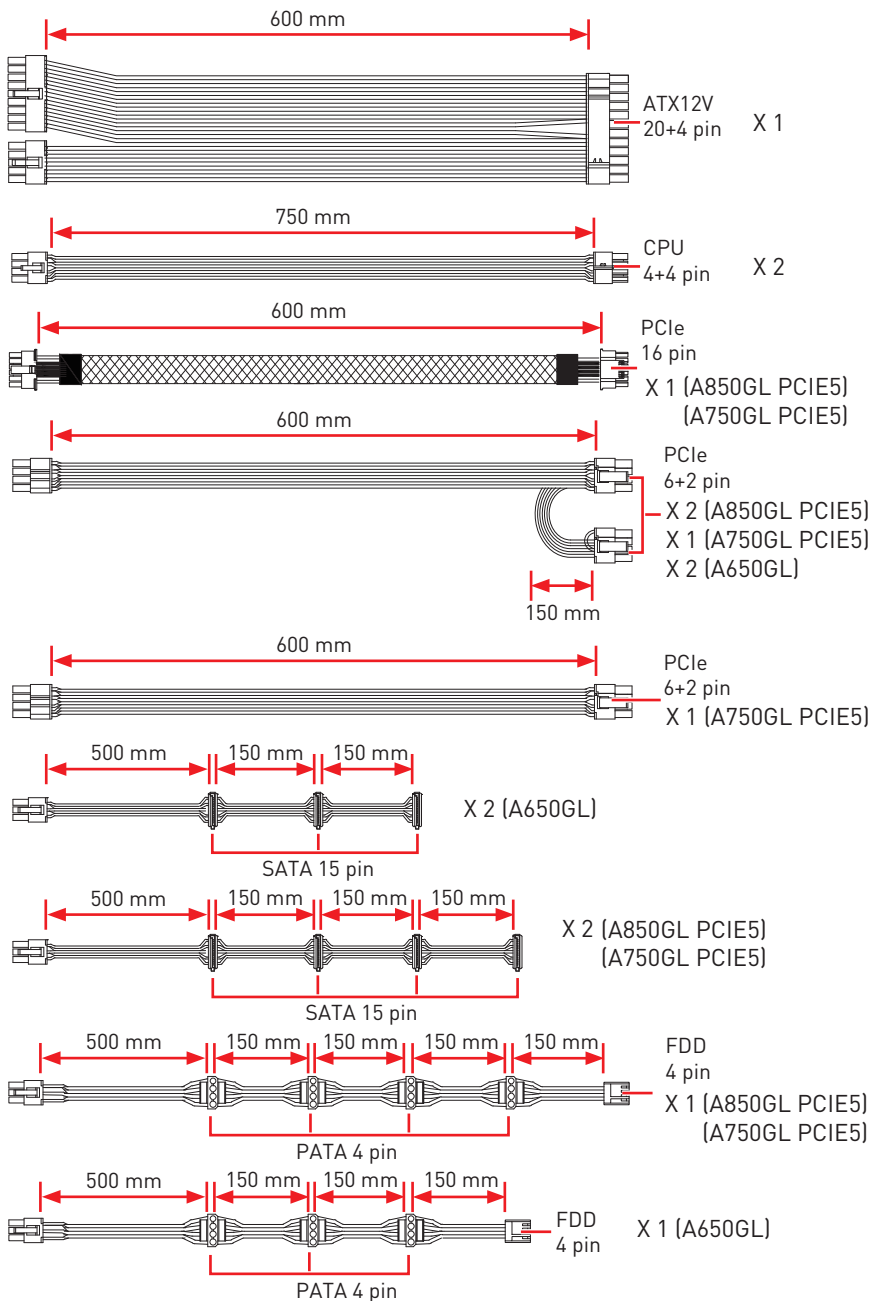 600 mm
ATX12V
20+4 pin
X 1
750 mm
CPU
4+4 pin
X 2
600 mm
PCIe
16 pin
X 1 (A850GL PCIE5)
(A750GL PCIE5)
600 mm
PCIe
6+2 pin
X 2 (A850GL PCIE5)
X 1 (A750GL PCIE5)
X 2 (A650GL)
150 mm
600 mm
PCIe
6+2 pin
X 1 (A750GL PCIE5)
500 mm 150 mm 150 mm
X 2 (A650GL)
SATA 15 pin
500 mm 150 mm 150 mm 150 mm
X 2 (A850GL PCIE5)
(A750GL PCIE5)
SATA 15 pin
500 mm 150 mm 150 mm 150 mm 150 mm
FDD
4 pin
X 1 (A850GL PCIE5)
(A750GL PCIE5)
PATA 4 pin
500 mm 150 mm 150 mm 150 mm
FDD
4 pin
X 1 (A650GL)
PATA 4 pin